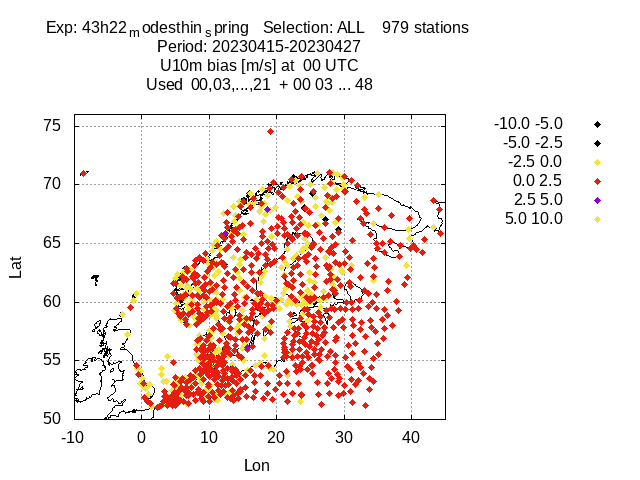 Exp: 43h22modesthinspring Selection: ALL 979 stations
Period: 20230415-20230427
U10m bias [m/s] at 00 UTC
Used 00,03,...,21 + 00 03 ... 48
-10.0 -5.0
-5.0 -2.5
-2.5 0.0
0.0 2.5
2.5 5.0
5.0 10.0
75
70
65
60
55
50
Lat
-10 0 10 20 30 40
Lon